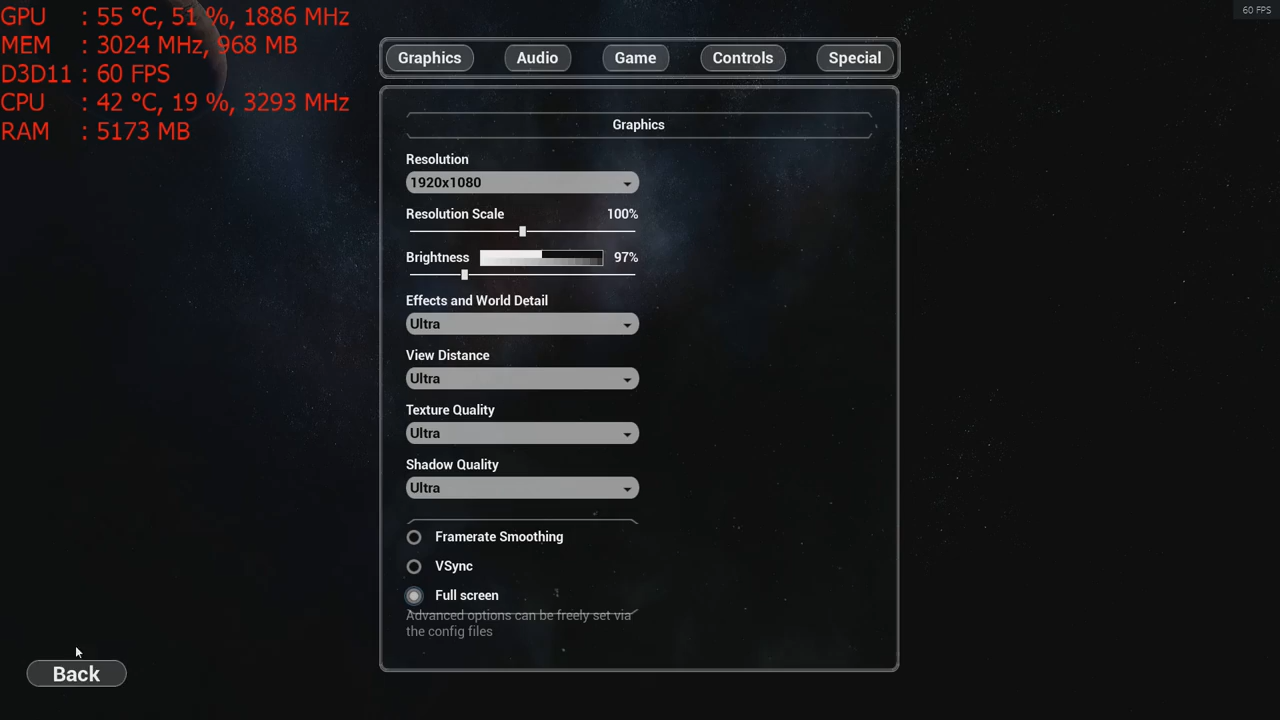 GPU : 55 °C, 51 %, 1886 MHz
MEM : 3024 MHz, 968 MB
D3D11 : 60 FPS
CPU : 42 °C, 19 %, 3293 MHz
RAM : 5173 MB
60 FPS
Graphics Audio Game Controls Special
Graphics
Resolution
1920x1080
Resolution Scale 100%
Brightness 97%
Effects and World Detail
Ultra
View Distance
Ultra
Texture Quality
Ultra
Shadow Quality
Ultra
Framerate Smoothing
VSync
Full screen
Advanced options can be freely set via
the config files
Back